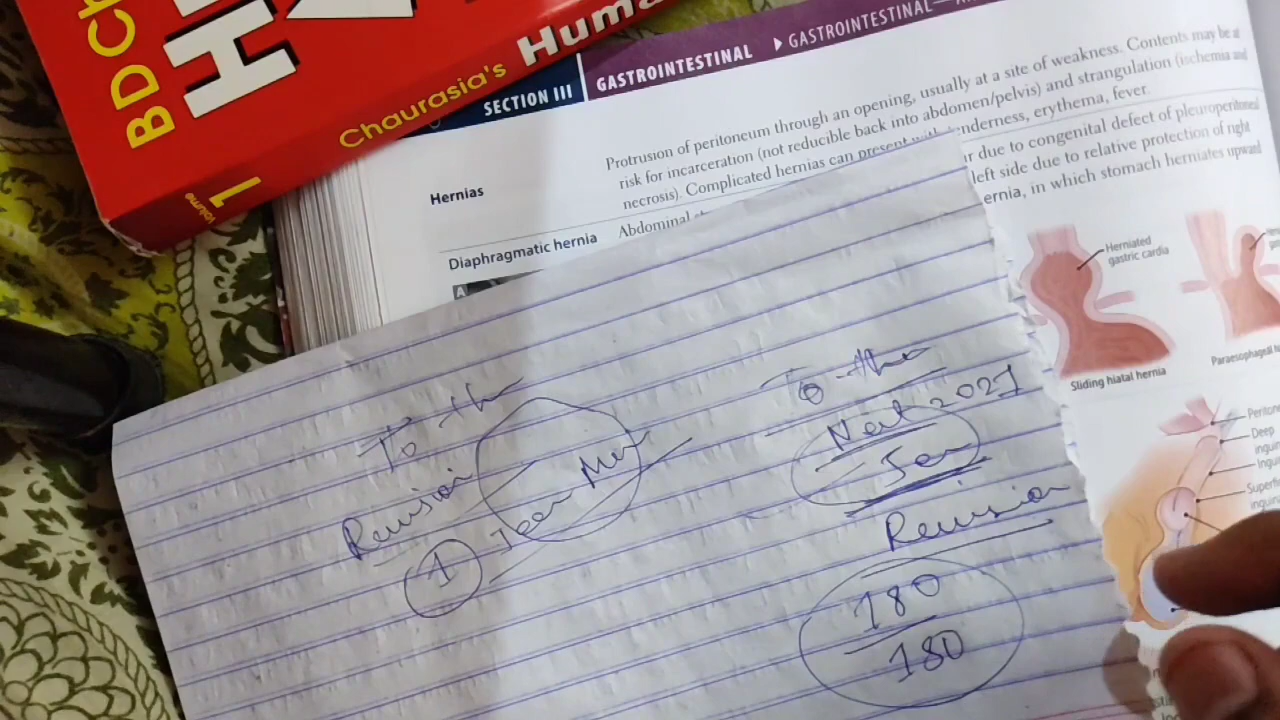 BD Ch
Volume 1
Chaurasia's Huma
SECTION III
GASTROINTESTINAL
GASTROINTESTINAL
Hernias
Protrusion of peritoneum through an opening, usually at a site of weakness. Contents may be at
risk for incarceration (not reducible back into abdomen/pelvis) and strangulation (ischemia and
necrosis). Complicated hernias can present with tenderness, erythema, fever.
Diaphragmatic hernia
Abdominal
due to congenital defect of pleuroperitoneal
left side due to relative protection of right
ernia, in which stomach herniates upward
A
Herniated
gastric cardia
Sliding hiatal hernia
Paraesophageal h
Deep
ingui
Superfi
inguin
To the
Revision
1
To the
2021
Revision
180
180